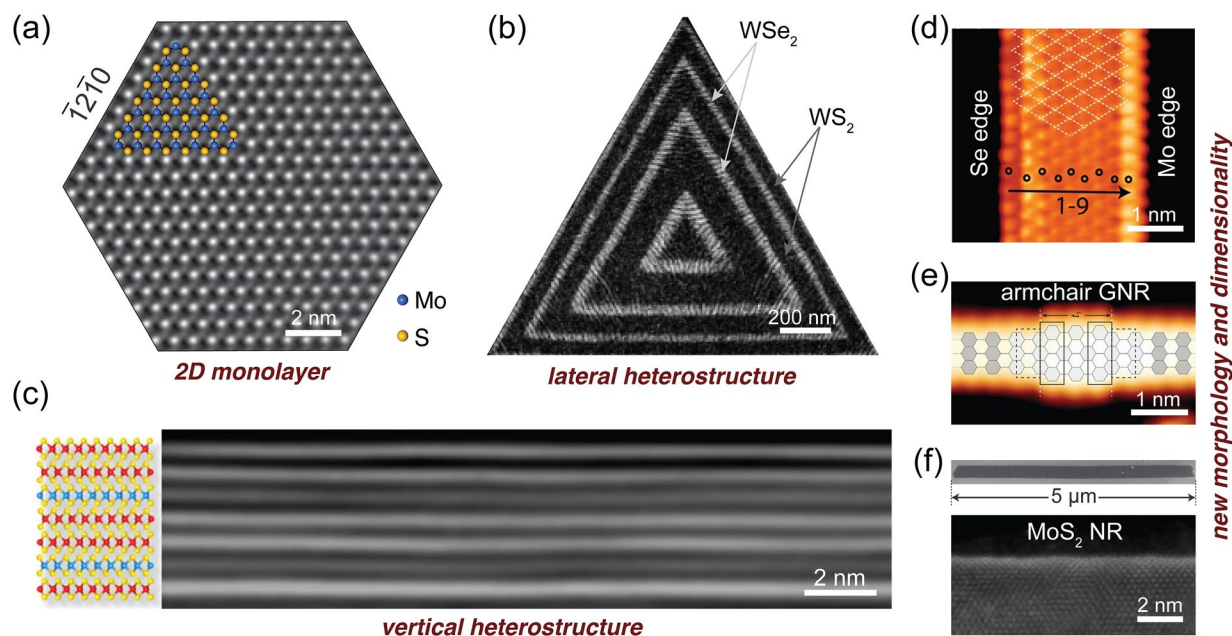 (a)
1̄21̄0
Mo
S
2 nm
2D monolayer
(b)
WSe₂
WS₂
200 nm
lateral heterostructure
(c)
2 nm
vertical heterostructure
(d)
Se edge
Mo edge
1-9
1 nm
(e)
armchair GNR
1 nm
(f)
5 μm
MoS₂ NR
2 nm
new morphology and dimensionality